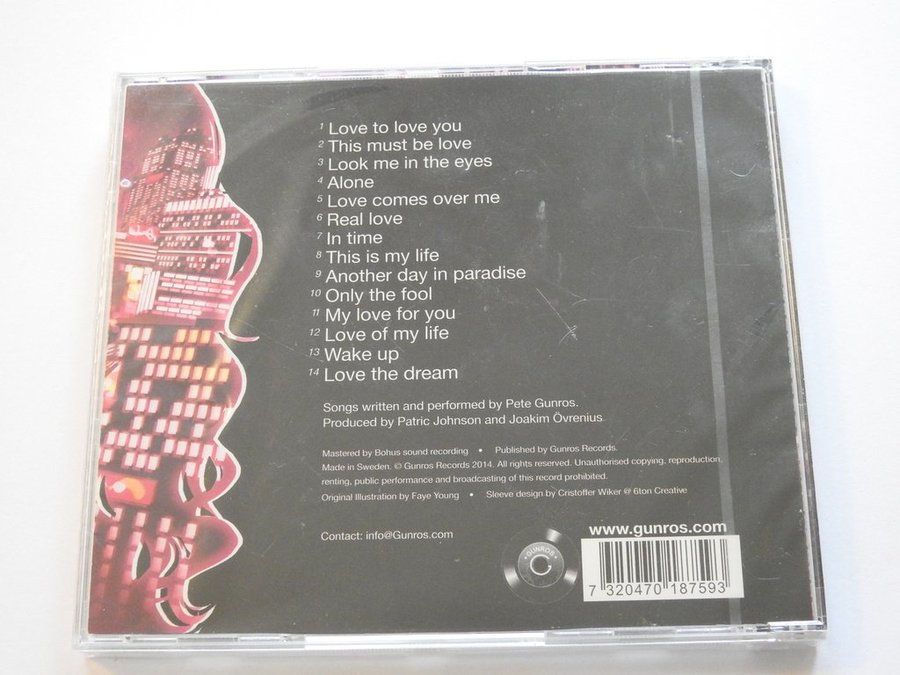 1 Love to love you
2 This must be love
3 Look me in the eyes
4 Alone
5 Love comes over me
6 Real love
7 In time
8 This is my life
9 Another day in paradise
10 Only the fool
11 My love for you
12 Love of my life
13 Wake up
14 Love the dream
Songs written and performed by Pete Gunros.
Produced by Patric Johnson and Joakim Övrenius
Mastered by Bohus sound recording • Published by Gunros Records.
Made in Sweden. © Gunros Records 2014. All rights reserved. Unauthorised copying, reproduction,
renting, public performance and broadcasting of this record prohibited.
Original Illustration by Faye Young • Sleeve design by Cristoffer Wiker @ 6ton Creative
Contact: info@Gunros.com
www.gunros.com
GUNROS
7 320470 187593